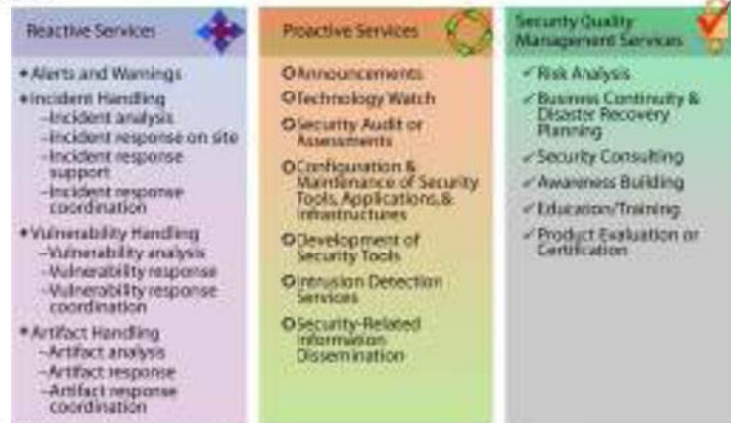 Reactive Services
Alerts and Warnings
Incident Handling
–Incident analysis
–Incident response on site
–Incident response
support
–Incident response
coordination
Vulnerability Handling
–Vulnerability analysis
–Vulnerability response
–Vulnerability response
coordination
Artifact Handling
–Artifact analysis
–Artifact response
–Artifact response
coordination
Proactive Services
Announcements
Technology Watch
Security Audit or
Assessments
Configuration &
Maintenance of Security
Tools, Applications, &
Infrastructures
Development of
Security Tools
Intrusion Detection
Services
Security-Related
Information
Dissemination
Security Quality
Management Services
Risk Analysis
Business Continuity &
Disaster Recovery
Planning
Security Consulting
Awareness Building
Education/Training
Product Evaluation or
Certification